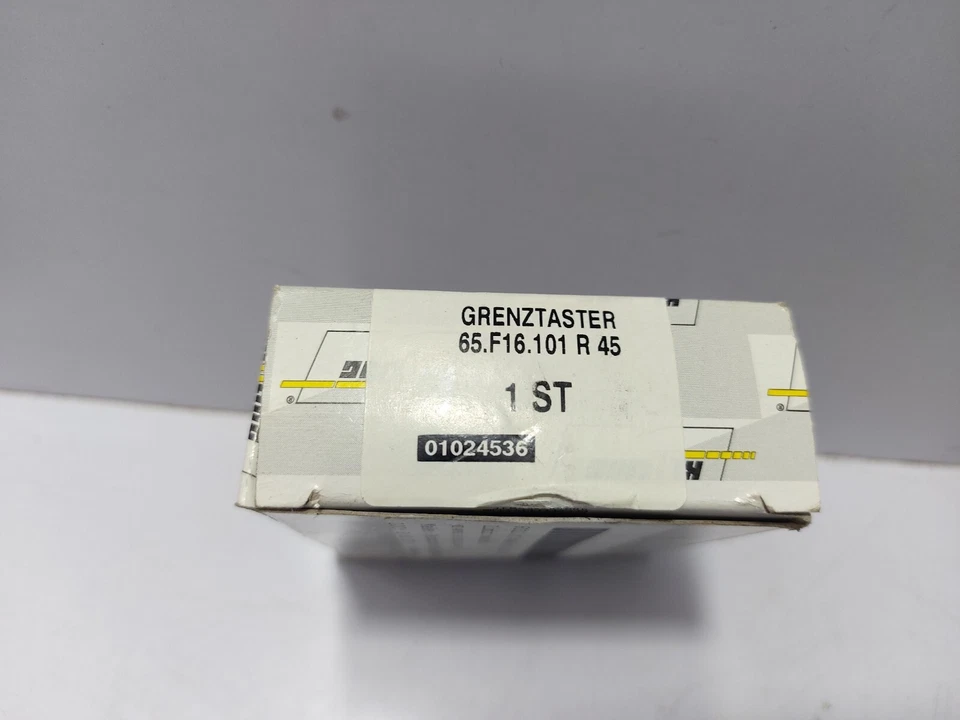 GRENZTASTER
65.F16.101 R 45
1 ST
01024536
®
®